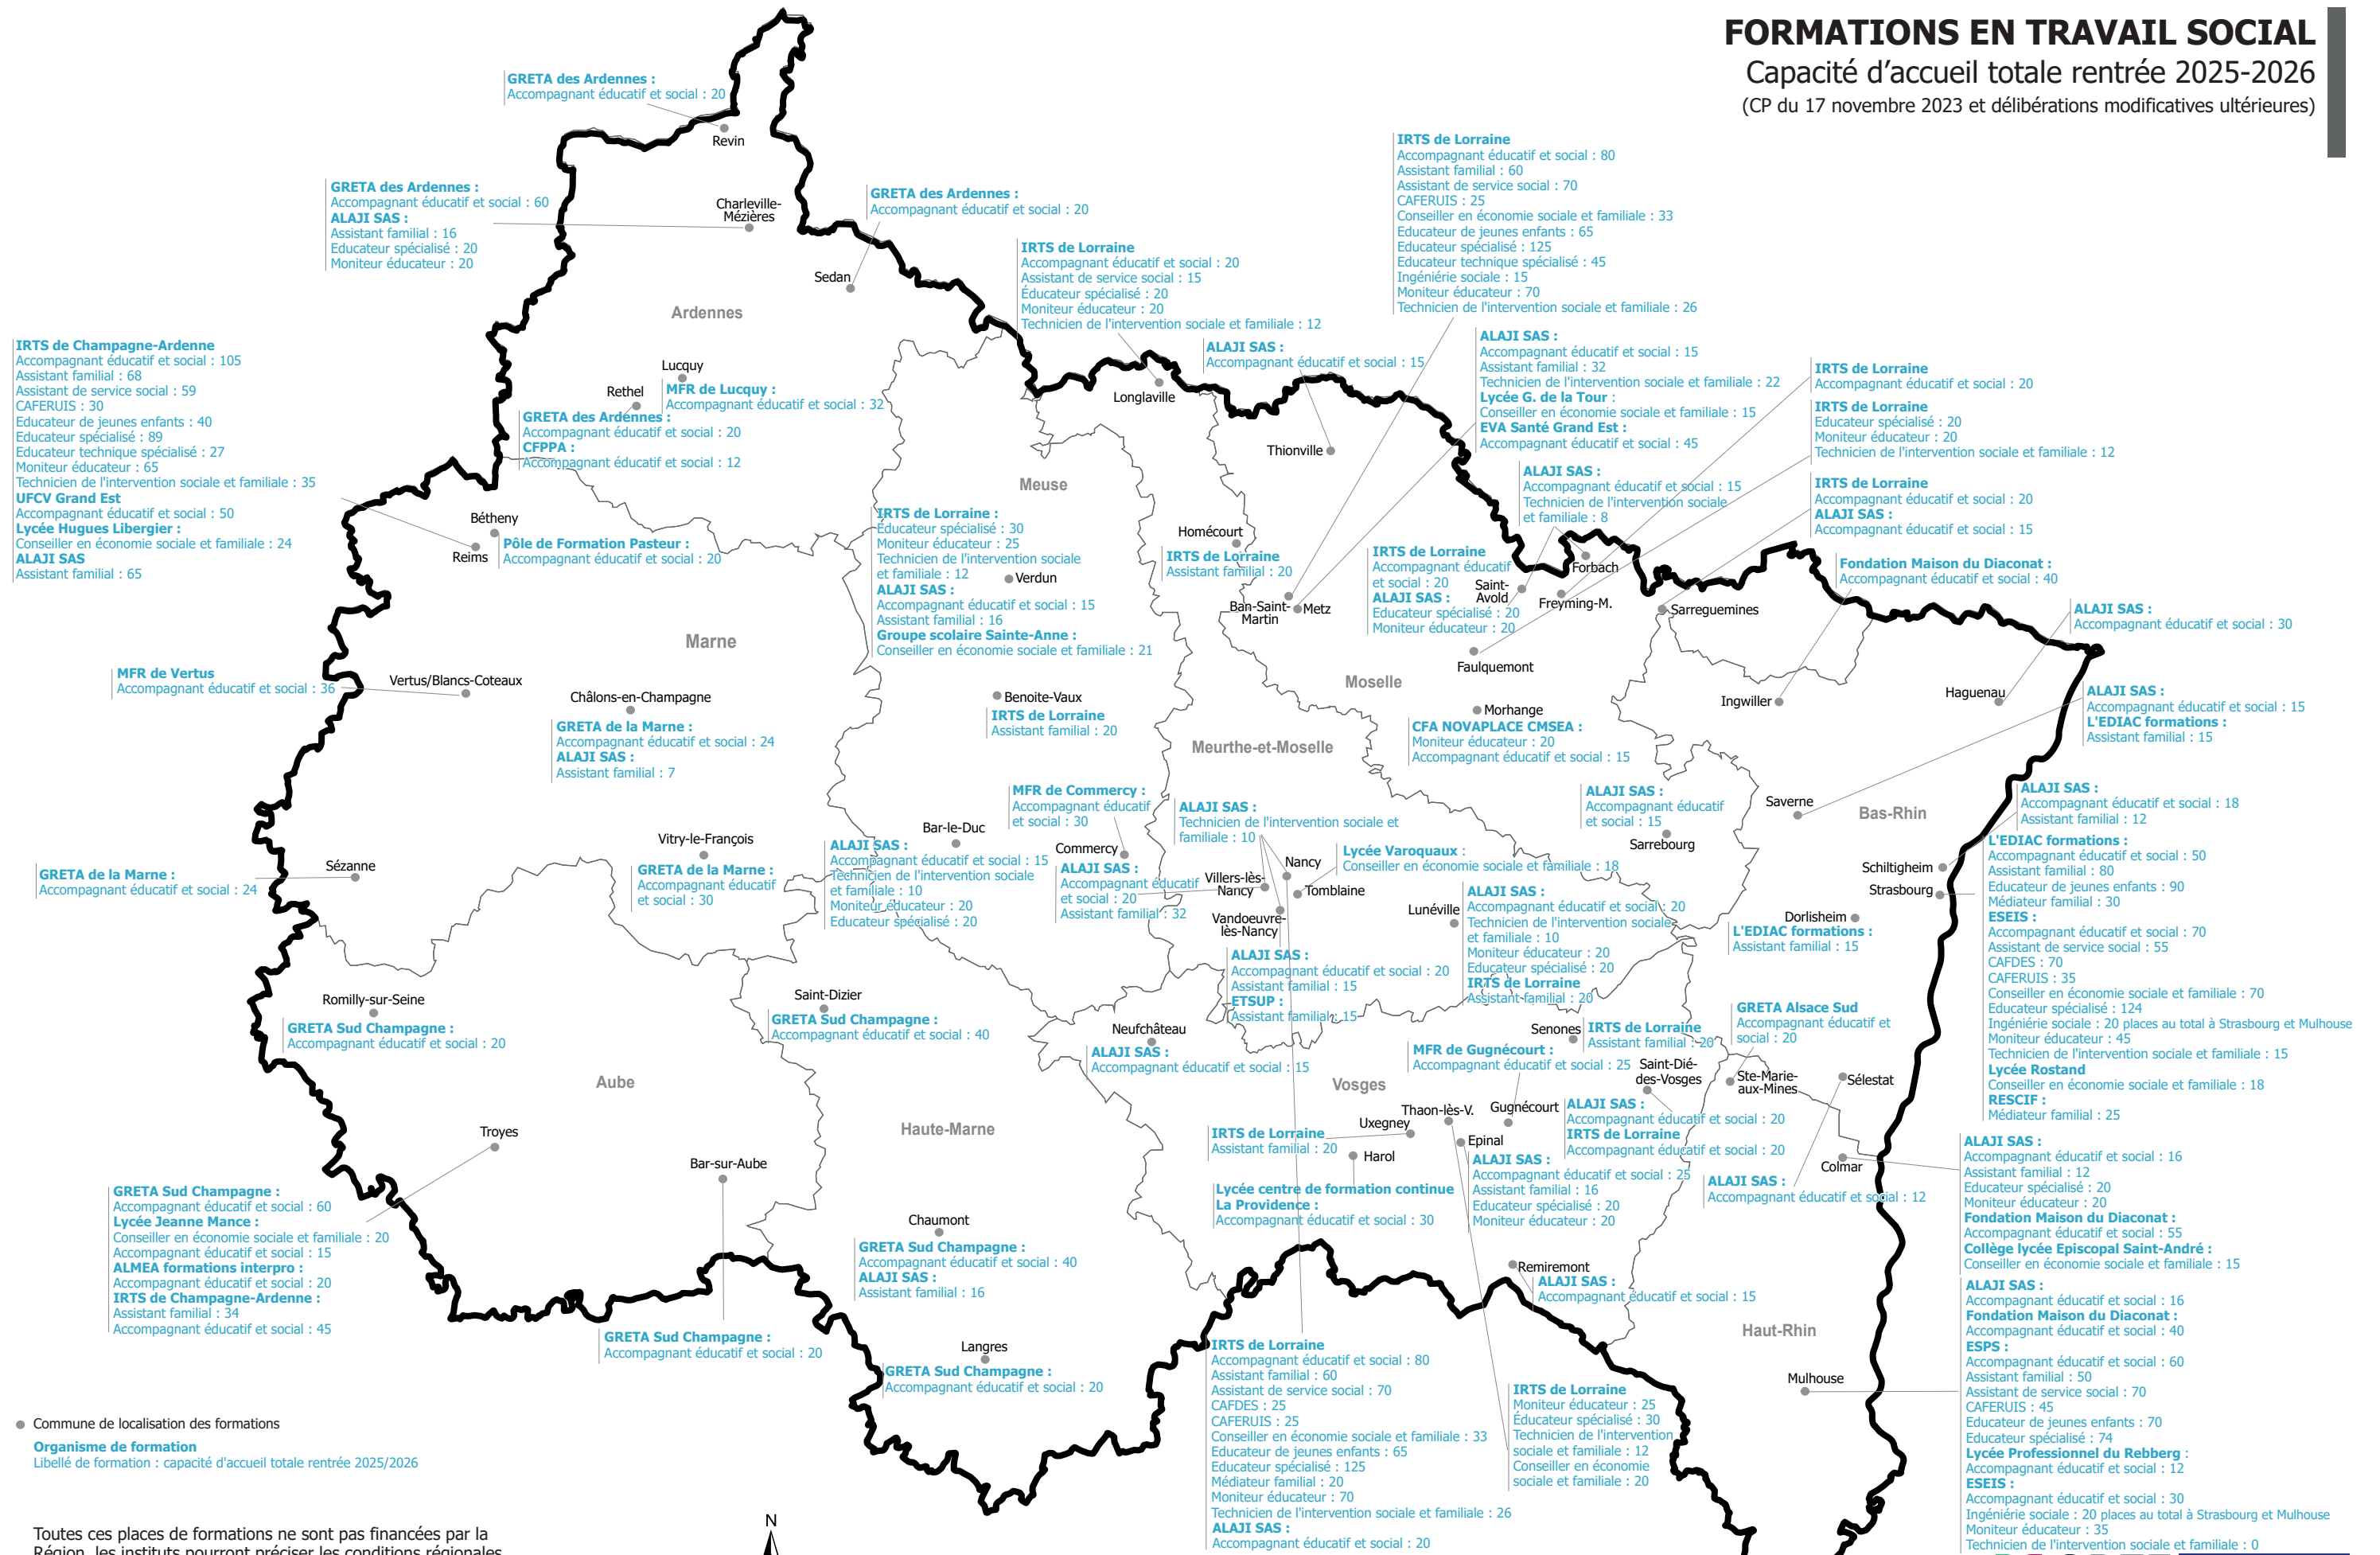 FORMATIONS EN TRAVAIL SOCIAL
Capacité d’accueil totale rentrée 2025-2026
(CP du 17 novembre 2023 et délibérations modificatives ultérieures)
GRETA des Ardennes :
Accompagnant éducatif et social : 20
Revin
GRETA des Ardennes :
Accompagnant éducatif et social : 60
ALAJI SAS :
Assistant familial : 16
Educateur spécialisé : 20
Moniteur éducateur : 20
Charleville-
Mézières
GRETA des Ardennes :
Accompagnant éducatif et social : 20
Sedan
Ardennes
IRTS de Lorraine
Accompagnant éducatif et social : 20
Assistant de service social : 15
Éducateur spécialisé : 20
Moniteur éducateur : 20
Technicien de l'intervention sociale et familiale : 12
Longlaville
IRTS de Lorraine
Accompagnant éducatif et social : 80
Assistant familial : 60
Assistant de service social : 70
CAFERUIS : 25
Conseiller en économie sociale et familiale : 33
Educateur de jeunes enfants : 65
Educateur spécialisé : 125
Educateur technique spécialisé : 45
Ingéniérie sociale : 15
Moniteur éducateur : 70
Technicien de l'intervention sociale et familiale : 26
ALAJI SAS :
Accompagnant éducatif et social : 15
Thionville
ALAJI SAS :
Accompagnant éducatif et social : 15
Assistant familial : 32
Technicien de l'intervention sociale et familiale : 22
Lycée G. de la Tour :
Conseiller en économie sociale et familiale : 15
EVA Santé Grand Est :
Accompagnant éducatif et social : 45
IRTS de Lorraine
Accompagnant éducatif et social : 20
IRTS de Lorraine
Educateur spécialisé : 20
Moniteur éducateur : 20
Technicien de l'intervention sociale et familiale : 12
IRTS de Lorraine
Accompagnant éducatif et social : 20
ALAJI SAS :
Accompagnant éducatif et social : 15
ALAJI SAS :
Accompagnant éducatif et social : 15
Technicien de l'intervention sociale
et familiale : 8
IRTS de Champagne-Ardenne
Accompagnant éducatif et social : 105
Assistant familial : 68
Assistant de service social : 59
CAFERUIS : 30
Educateur de jeunes enfants : 40
Educateur spécialisé : 89
Educateur technique spécialisé : 27
Moniteur éducateur : 65
Technicien de l'intervention sociale et familiale : 35
UFCV Grand Est
Accompagnant éducatif et social : 50
Lycée Hugues Libergier :
Conseiller en économie sociale et familiale : 24
ALAJI SAS
Assistant familial : 65
Lucquy
MFR de Lucquy :
Accompagnant éducatif et social : 32
Rethel
GRETA des Ardennes :
Accompagnant éducatif et social : 20
CFPPA :
Accompagnant éducatif et social : 12
Bétheny
Reims
Pôle de Formation Pasteur :
Accompagnant éducatif et social : 20
Meuse
IRTS de Lorraine :
Educateur spécialisé : 30
Moniteur éducateur : 25
Technicien de l'intervention sociale
et familiale : 12
ALAJI SAS :
Accompagnant éducatif et social : 15
Assistant familial : 16
Groupe scolaire Sainte-Anne :
Conseiller en économie sociale et familiale : 21
Verdun
Homécourt
IRTS de Lorraine
Assistant familial : 20
Ban-Saint-
Martin
Metz
IRTS de Lorraine
Accompagnant éducatif
et social : 20
ALAJI SAS :
Educateur spécialisé : 20
Moniteur éducateur : 20
Saint-
Avold
Forbach
Freyming-M.
Sarreguemines
Faulquemont
Fondation Maison du Diaconat :
Accompagnant éducatif et social : 40
ALAJI SAS :
Accompagnant éducatif et social : 30
Marne
MFR de Vertus
Accompagnant éducatif et social : 36
Vertus/Blancs-Coteaux
Châlons-en-Champagne
GRETA de la Marne :
Accompagnant éducatif et social : 24
ALAJI SAS :
Assistant familial : 7
Benoite-Vaux
IRTS de Lorraine
Assistant familial : 20
Meurthe-et-Moselle
Moselle
Morhange
CFA NOVAPLACE CMSEA :
Moniteur éducateur : 20
Accompagnant éducatif et social : 15
Ingwiller
Haguenau
ALAJI SAS :
Accompagnant éducatif et social : 15
L'EDIAC formations :
Assistant familial : 15
GRETA de la Marne :
Accompagnant éducatif et social : 24
Sézanne
Vitry-le-François
GRETA de la Marne :
Accompagnant éducatif
et social : 30
Bar-le-Duc
ALAJI SAS :
Accompagnant éducatif et social : 15
Technicien de l'intervention sociale
et familiale : 10
Moniteur éducateur : 20
Educateur spécialisé : 20
MFR de Commercy :
Accompagnant éducatif
et social : 30
Commercy
ALAJI SAS :
Accompagnant éducatif
et social : 20
Assistant familial : 32
ALAJI SAS :
Technicien de l'intervention sociale et
familiale : 10
Nancy
Villers-lès-
Nancy
Tomblaine
Vandoeuvre-
lès-Nancy
Lycée Varoquaux :
Conseiller en économie sociale et familiale : 18
ALAJI SAS :
Accompagnant éducatif et social : 20
Assistant familial : 15
ETSUP :
Assistant familial : 15
Lunéville
ALAJI SAS :
Accompagnant éducatif et social : 20
Technicien de l'intervention sociale
et familiale : 10
Moniteur éducateur : 20
Educateur spécialisé : 20
IRTS de Lorraine
Assistant familial : 20
ALAJI SAS :
Accompagnant éducatif
et social : 15
Sarrebourg
Saverne
Bas-Rhin
Schiltigheim
Strasbourg
Dorlisheim
L'EDIAC formations :
Assistant familial : 15
ALAJI SAS :
Accompagnant éducatif et social : 18
Assistant familial : 12
L'EDIAC formations :
Accompagnant éducatif et social : 50
Assistant familial : 80
Educateur de jeunes enfants : 90
Médiateur familial : 30
ESEIS :
Accompagnant éducatif et social : 70
Assistant de service social : 55
CAFDES : 70
CAFERUIS : 35
Conseiller en économie sociale et familiale : 70
Educateur spécialisé : 124
Ingéniérie sociale : 20 places au total à Strasbourg et Mulhouse
Moniteur éducateur : 45
Technicien de l'intervention sociale et familiale : 15
Lycée Rostand
Conseiller en économie sociale et familiale : 18
RESCIF :
Médiateur familial : 25
Romilly-sur-Seine
GRETA Sud Champagne :
Accompagnant éducatif et social : 20
Saint-Dizier
GRETA Sud Champagne :
Accompagnant éducatif et social : 40
Neufchâteau
ALAJI SAS :
Accompagnant éducatif et social : 15
Senones
IRTS de Lorraine
Assistant familial : 20
MFR de Gugnécourt :
Accompagnant éducatif et social : 25
GRETA Alsace Sud
Accompagnant éducatif et
social : 20
Saint-Dié-
des-Vosges
Ste-Marie-
aux-Mines
Sélestat
Aube
Haute-Marne
Vosges
Thaon-lès-V.
Gugnécourt
Uxegney
Epinal
Harol
IRTS de Lorraine
Assistant familial : 20
ALAJI SAS :
Accompagnant éducatif et social : 20
IRTS de Lorraine
Accompagnant éducatif et social : 20
ALAJI SAS :
Accompagnant éducatif et social : 25
Assistant familial : 16
Educateur spécialisé : 20
Moniteur éducateur : 20
Lycée centre de formation continue
La Providence :
Accompagnant éducatif et social : 30
ALAJI SAS :
Accompagnant éducatif et social : 12
Colmar
ALAJI SAS :
Accompagnant éducatif et social : 16
Assistant familial : 12
Educateur spécialisé : 20
Moniteur éducateur : 20
Fondation Maison du Diaconat :
Accompagnant éducatif et social : 55
Collège lycée Episcopal Saint-André :
Conseiller en économie sociale et familiale : 15
Troyes
GRETA Sud Champagne :
Accompagnant éducatif et social : 60
Lycée Jeanne Mance :
Conseiller en économie sociale et familiale : 20
Accompagnant éducatif et social : 15
ALMEA formations interpro :
Accompagnant éducatif et social : 20
IRTS de Champagne-Ardenne :
Assistant familial : 34
Accompagnant éducatif et social : 45
Bar-sur-Aube
GRETA Sud Champagne :
Accompagnant éducatif et social : 20
Chaumont
GRETA Sud Champagne :
Accompagnant éducatif et social : 40
ALAJI SAS :
Assistant familial : 16
Langres
GRETA Sud Champagne :
Accompagnant éducatif et social : 20
Remiremont
ALAJI SAS :
Accompagnant éducatif et social : 15
Haut-Rhin
Mulhouse
ALAJI SAS :
Accompagnant éducatif et social : 16
Fondation Maison du Diaconat :
Accompagnant éducatif et social : 40
ESPS :
Accompagnant éducatif et social : 60
Assistant familial : 50
Assistant de service social : 70
CAFERUIS : 45
Educateur de jeunes enfants : 70
Educateur spécialisé : 74
Lycée Professionnel du Rebberg :
Accompagnant éducatif et social : 12
ESEIS :
Accompagnant éducatif et social : 30
Ingéniérie sociale : 20 places au total à Strasbourg et Mulhouse
Moniteur éducateur : 35
Technicien de l'intervention sociale et familiale : 0
IRTS de Lorraine
Accompagnant éducatif et social : 80
Assistant familial : 60
Assistant de service social : 70
CAFDES : 25
CAFERUIS : 25
Conseiller en économie sociale et familiale : 33
Educateur de jeunes enfants : 65
Educateur spécialisé : 125
Médiateur familial : 20
Moniteur éducateur : 70
Technicien de l'intervention sociale et familiale : 26
ALAJI SAS :
Accompagnant éducatif et social : 20
IRTS de Lorraine
Moniteur éducateur : 25
Éducateur spécialisé : 30
Technicien de l'intervention
sociale et familiale : 12
Conseiller en économie
sociale et familiale : 20
Commune de localisation des formations
Organisme de formation
Libellé de formation : capacité d'accueil totale rentrée 2025/2026
Toutes ces places de formations ne sont pas financées par la
Région, les instituts pourront préciser les conditions régionales
N